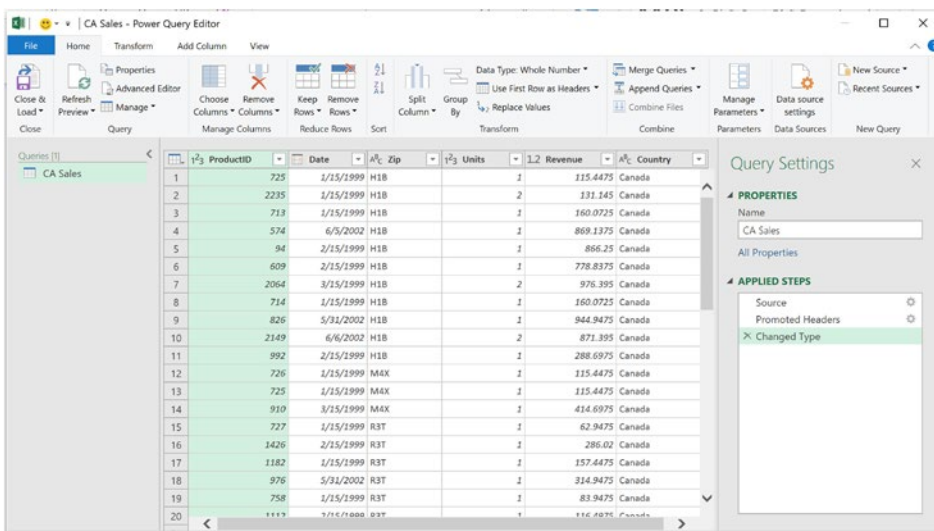 CA Sales - Power Query Editor
File Home Transform Add Column View
Close & Load
Close
Refresh Preview
Properties
Advanced Editor
Manage
Query
Choose Columns
Remove Columns
Manage Columns
Keep Rows
Remove Rows
Reduce Rows
Sort
Split Column
Group By
Data Type: Whole Number
Use First Row as Headers
Replace Values
Transform
Merge Queries
Append Queries
Combine Files
Combine
Manage Parameters
Parameters
Data source settings
Data Sources
New Source
Recent Sources
New Query
Queries [1]
CA Sales
ProductID Date Zip Units Revenue Country
1 725 1/15/1999 H1B 1 115.4475 Canada
2 2235 1/15/1999 H1B 2 131.145 Canada
3 713 1/15/1999 H1B 1 160.0725 Canada
4 574 6/5/2002 H1B 1 869.1375 Canada
5 94 2/15/1999 H1B 1 866.25 Canada
6 609 2/15/1999 H1B 1 778.8375 Canada
7 2064 3/15/1999 H1B 2 976.395 Canada
8 714 1/15/1999 H1B 1 160.0725 Canada
9 826 5/31/2002 H1B 1 944.9475 Canada
10 2149 6/6/2002 H1B 2 871.395 Canada
11 992 2/15/1999 H1B 1 288.6975 Canada
12 726 1/15/1999 M4X 1 115.4475 Canada
13 725 1/15/1999 M4X 1 115.4475 Canada
14 910 3/15/1999 M4X 1 414.6975 Canada
15 727 1/15/1999 R3T 1 62.9475 Canada
16 1426 2/15/1999 R3T 1 286.02 Canada
17 1182 1/15/1999 R3T 1 157.4475 Canada
18 976 5/31/2002 R3T 1 314.9475 Canada
19 758 1/15/1999 R3T 1 83.9475 Canada
20
Query Settings
PROPERTIES
Name
CA Sales
All Properties
APPLIED STEPS
Source
Promoted Headers
Changed Type